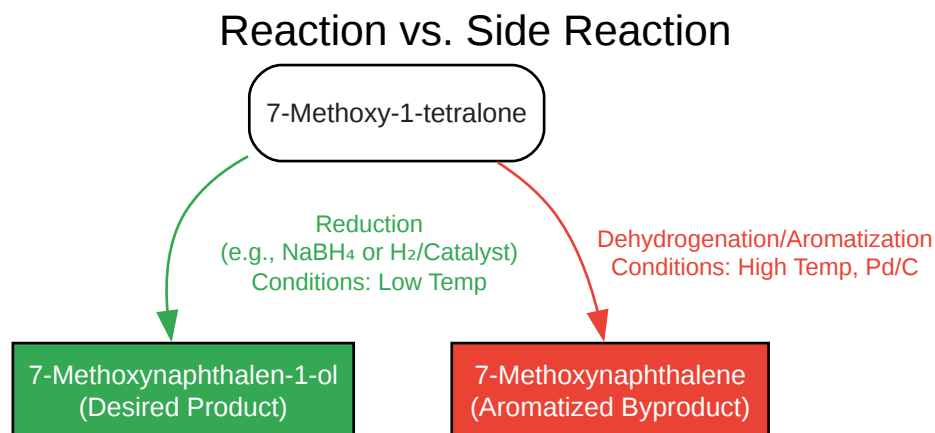 Reaction vs. Side Reaction
7-Methoxy-1-tetralone
Reduction
(e.g., NaBH₄ or H₂/Catalyst)
Conditions: Low Temp
Dehydrogenation/Aromatization
Conditions: High Temp, Pd/C
7-Methoxynaphthalen-1-ol
(Desired Product)
7-Methoxynaphthalene
(Aromatized Byproduct)